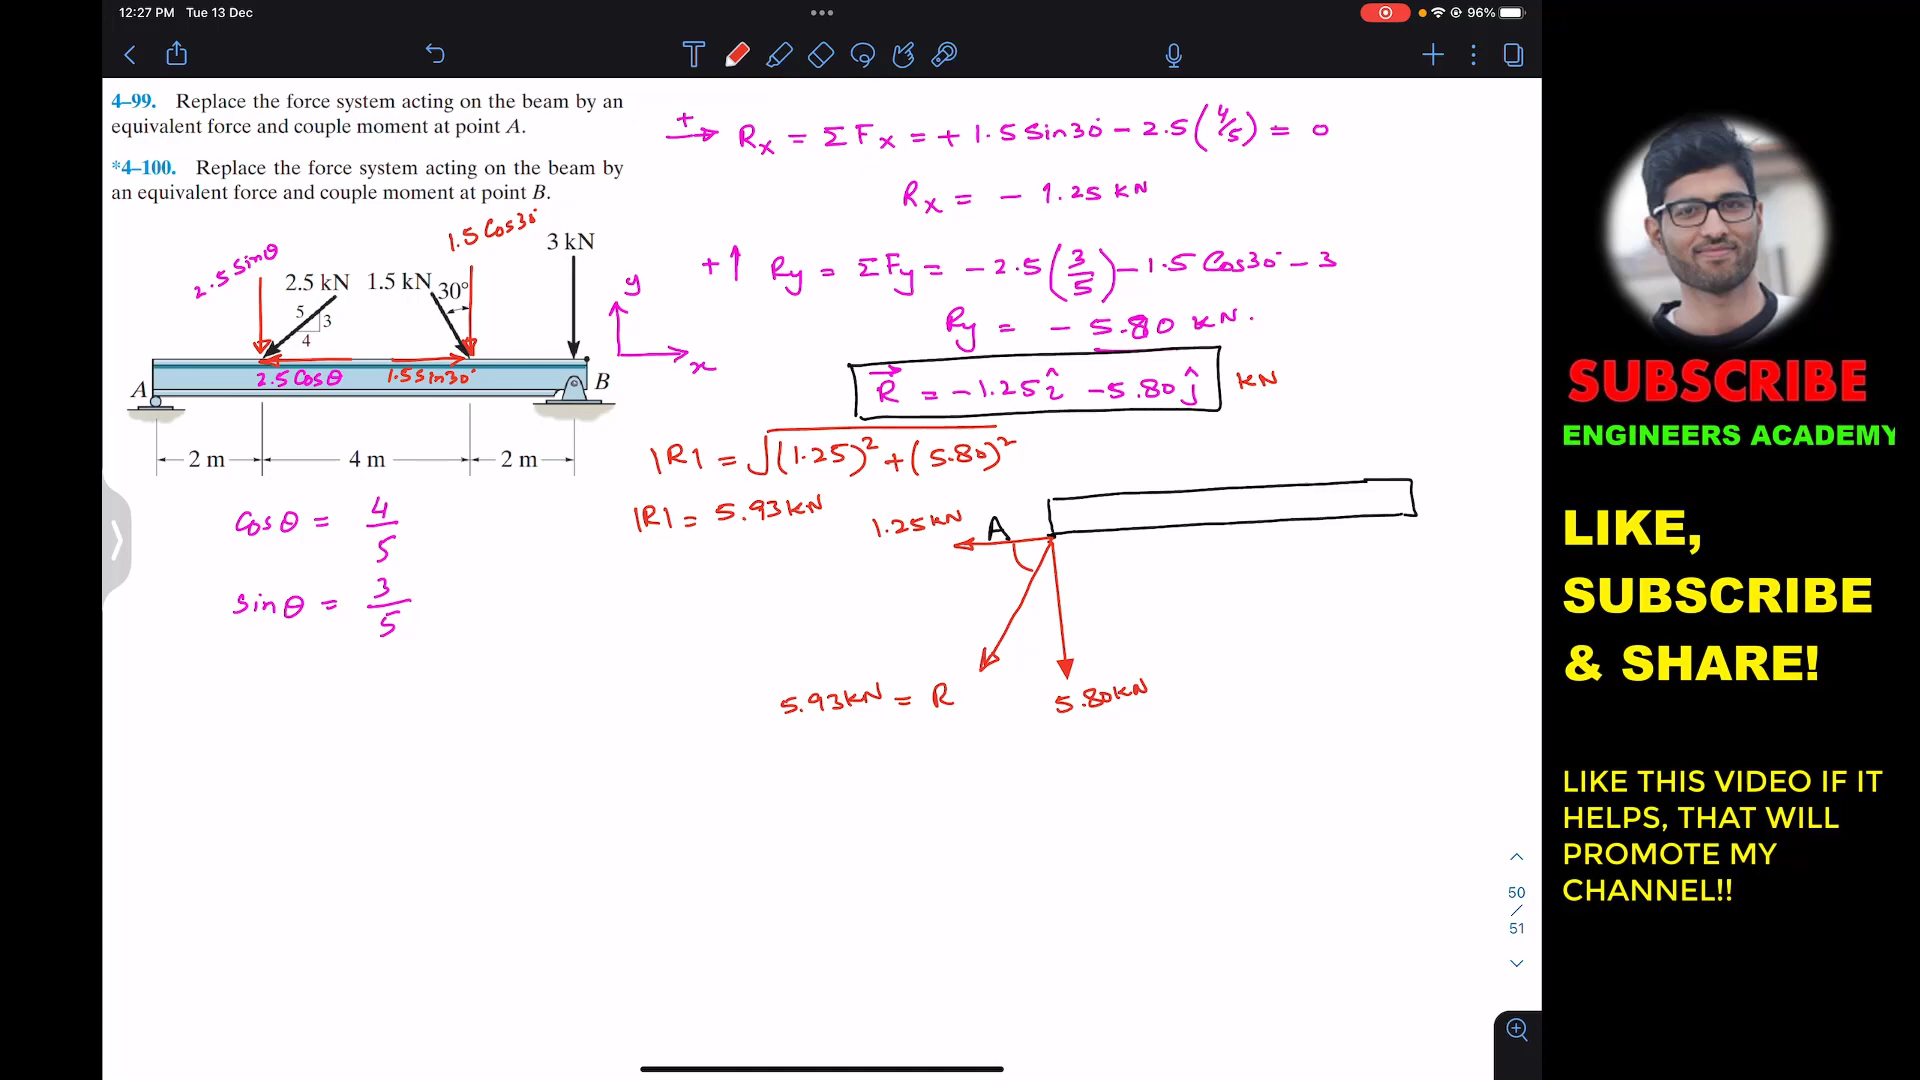 12:27 PM Tue 13 Dec
96%
4–99. Replace the force system acting on the beam by an
equivalent force and couple moment at point A.
*4–100. Replace the force system acting on the beam by
an equivalent force and couple moment at point B.
2.5 Sinθ
1.5 Cos30°
3 kN
2.5 kN
1.5 kN
30°
5
3
4
2.5 Cosθ
1.5 Sin30°
A
B
y
x
2 m
4 m
2 m
Cosθ = 4/5
Sinθ = 3/5
+ → Rx = ΣFx = + 1.5 Sin30° − 2.5 (4/5) = 0
Rx = − 1.25 kN
+↑ Ry = ΣFy = − 2.5 (3/5) − 1.5 Cos30° − 3
Ry = − 5.80 kN.
R⃗ = −1.25 î − 5.80 ĵ kN
|R| = √(1.25)² + (5.80)²
|R| = 5.93 kN
1.25 kN
A
5.93 kN = R
5.80 kN
50
/
51
SUBSCRIBE
ENGINEERS ACADEMY
LIKE,
SUBSCRIBE
& SHARE!
LIKE THIS VIDEO IF IT
HELPS, THAT WILL
PROMOTE MY
CHANNEL!!